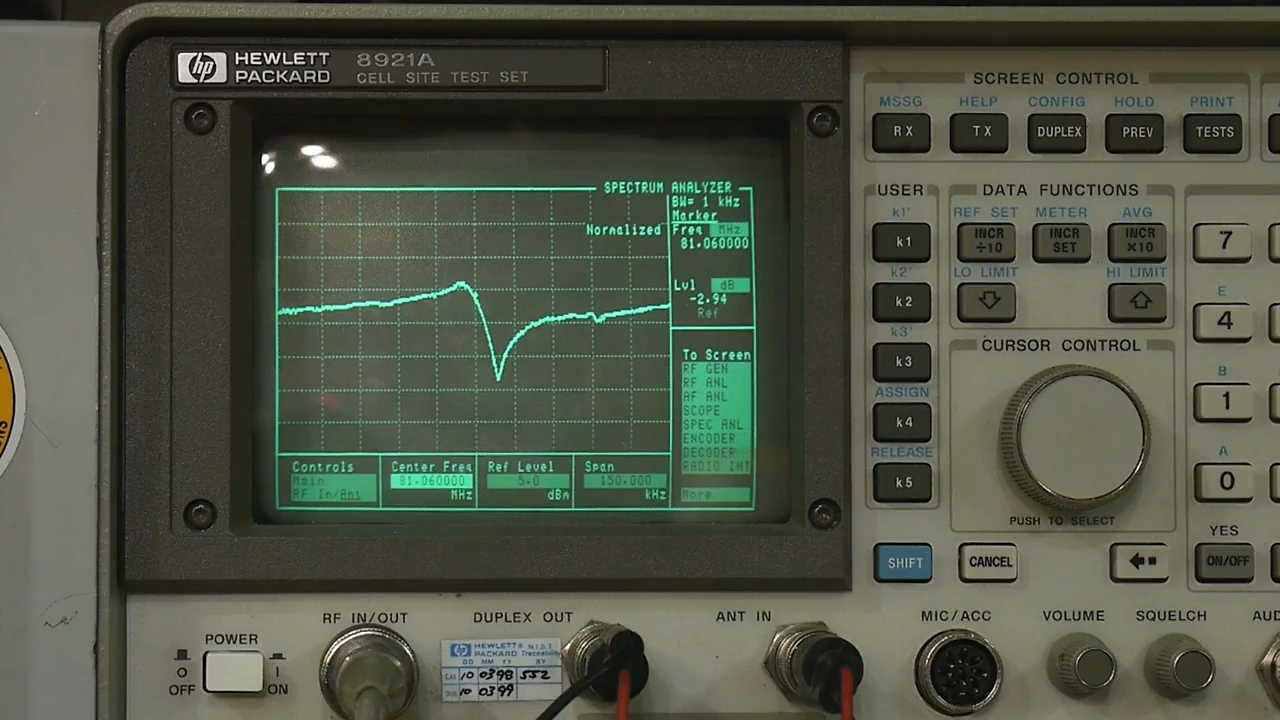 hp HEWLETT PACKARD 8921A
CELL SITE TEST SET
SPECTRUM ANALYZER
BW= 1 kHz
Marker
Normalized
Freq MHz
81.060000
Lvl dB
-2.94
Ref
To Screen
RF GEN
RF ANL
AF ANL
SCOPE
SPEC ANL
ENCODER
DECODER
RADIO INT
More
Controls
Main
RF In/Ant
Center Freq
81.060000
MHz
Ref Level
5.0
dBm
Span
150.000
kHz
SCREEN CONTROL
MSSG HELP CONFIG HOLD PRINT
RX TX DUPLEX PREV TESTS
USER
k1'
k1
k2'
k2
k3'
k3
ASSIGN
k4
RELEASE
k5
DATA FUNCTIONS
REF SET METER AVG
INCR ÷10 INCR SET INCR ×10
LO LIMIT HI LIMIT
CURSOR CONTROL
PUSH TO SELECT
7
E
4
B
1
A
0
YES
ON/OFF
SHIFT CANCEL
POWER
O OFF
I ON
RF IN/OUT
DUPLEX OUT
ANT IN
MIC/ACC
VOLUME
SQUELCH
AUD
hp HEWLETT PACKARD N.I.S.T. Traceability
DD MM YY BY
CAL 10 03 98 552
DUE 10 03 99